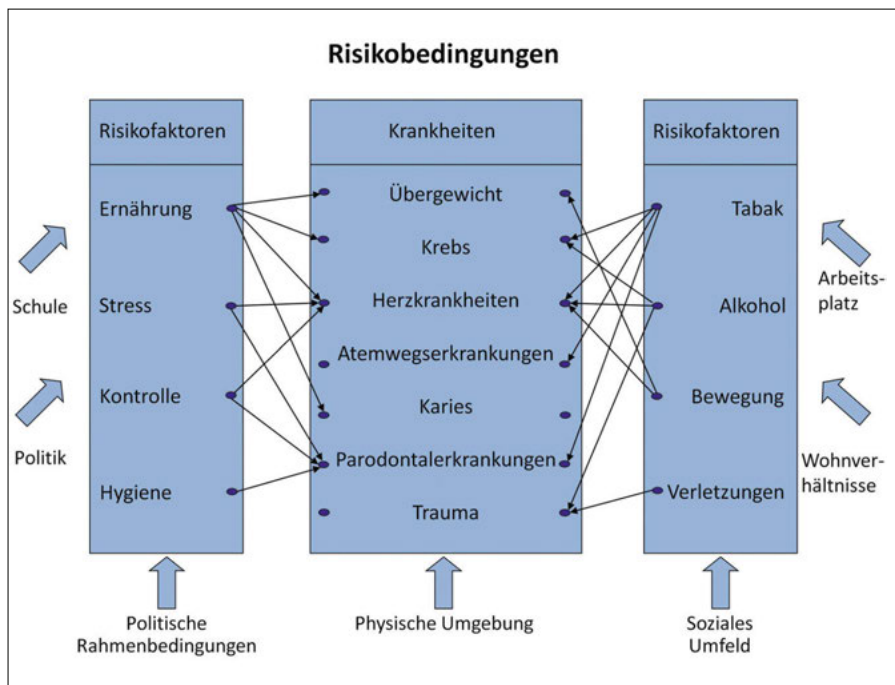 Risikobedingungen
Risikofaktoren
Krankheiten
Risikofaktoren
Ernährung
Stress
Kontrolle
Hygiene
Übergewicht
Krebs
Herzkrankheiten
Atemwegserkrankungen
Karies
Parodontalerkrankungen
Trauma
Tabak
Alkohol
Bewegung
Verletzungen
Schule
Politik
Arbeits-
platz
Wohnver-
hältnisse
Politische
Rahmenbedingungen
Physische Umgebung
Soziales
Umfeld